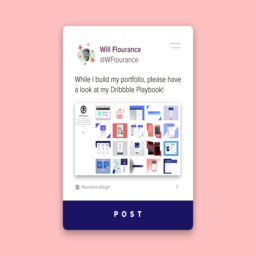 Will Flourance
@WFlourance
While I build my portfolio, please have
a look at my Dribbble Playbook!
flourance.design
POST